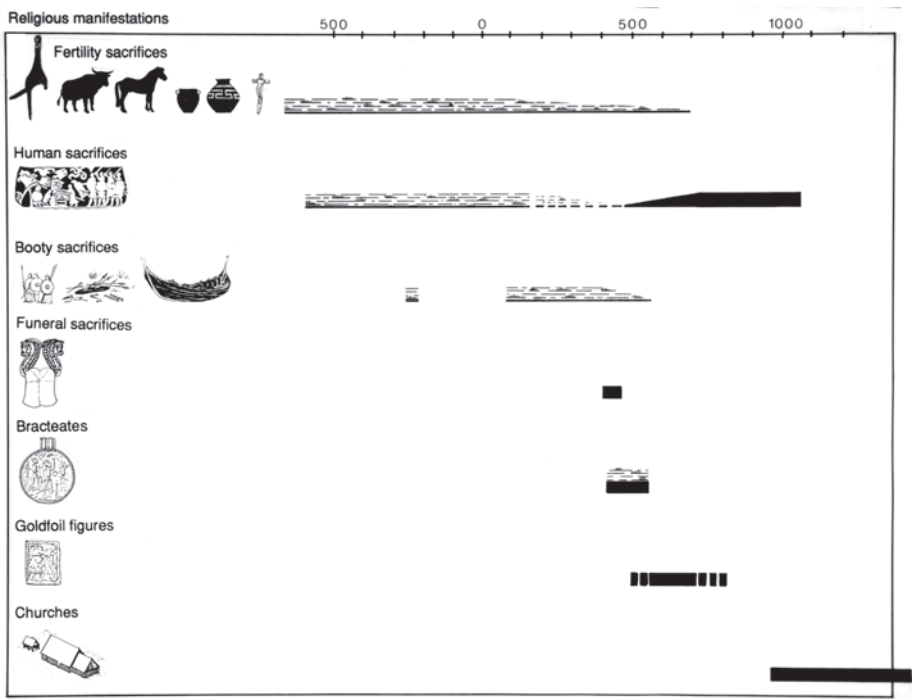 Religious manifestations
500 0 500 1000
Fertility sacrifices
Human sacrifices
Booty sacrifices
Funeral sacrifices
Bracteates
Goldfoil figures
Churches